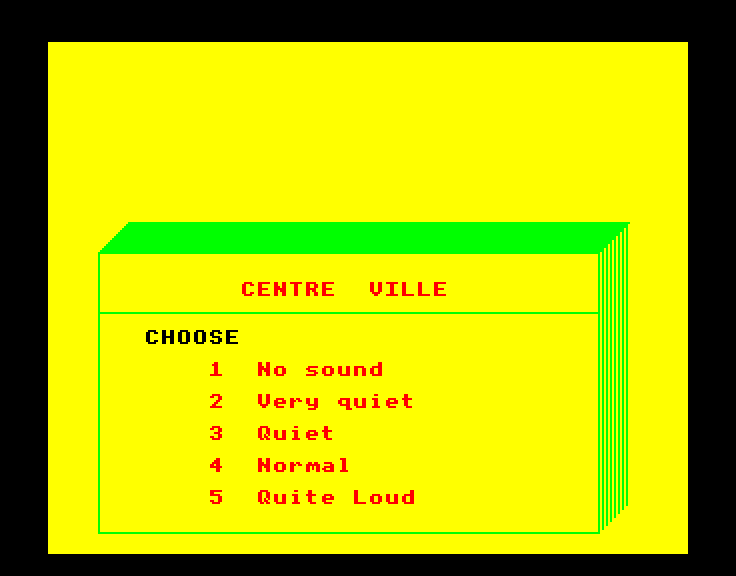 CENTRE VILLE
CHOOSE
1 No sound
2 Very quiet
3 Quiet
4 Normal
5 Quite Loud